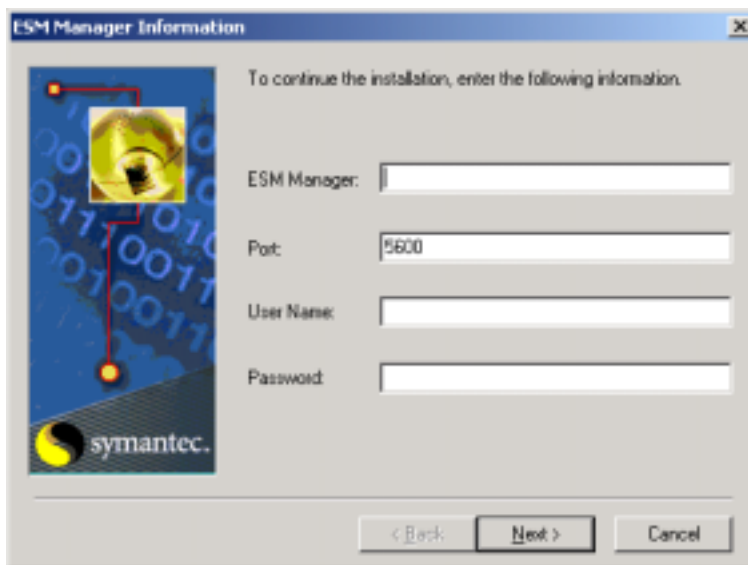 ESM Manager Information
To continue the installation, enter the following information.
ESM Manager:
Port: 5600
User Name:
Password:
symantec.
< Back
Next >
Cancel